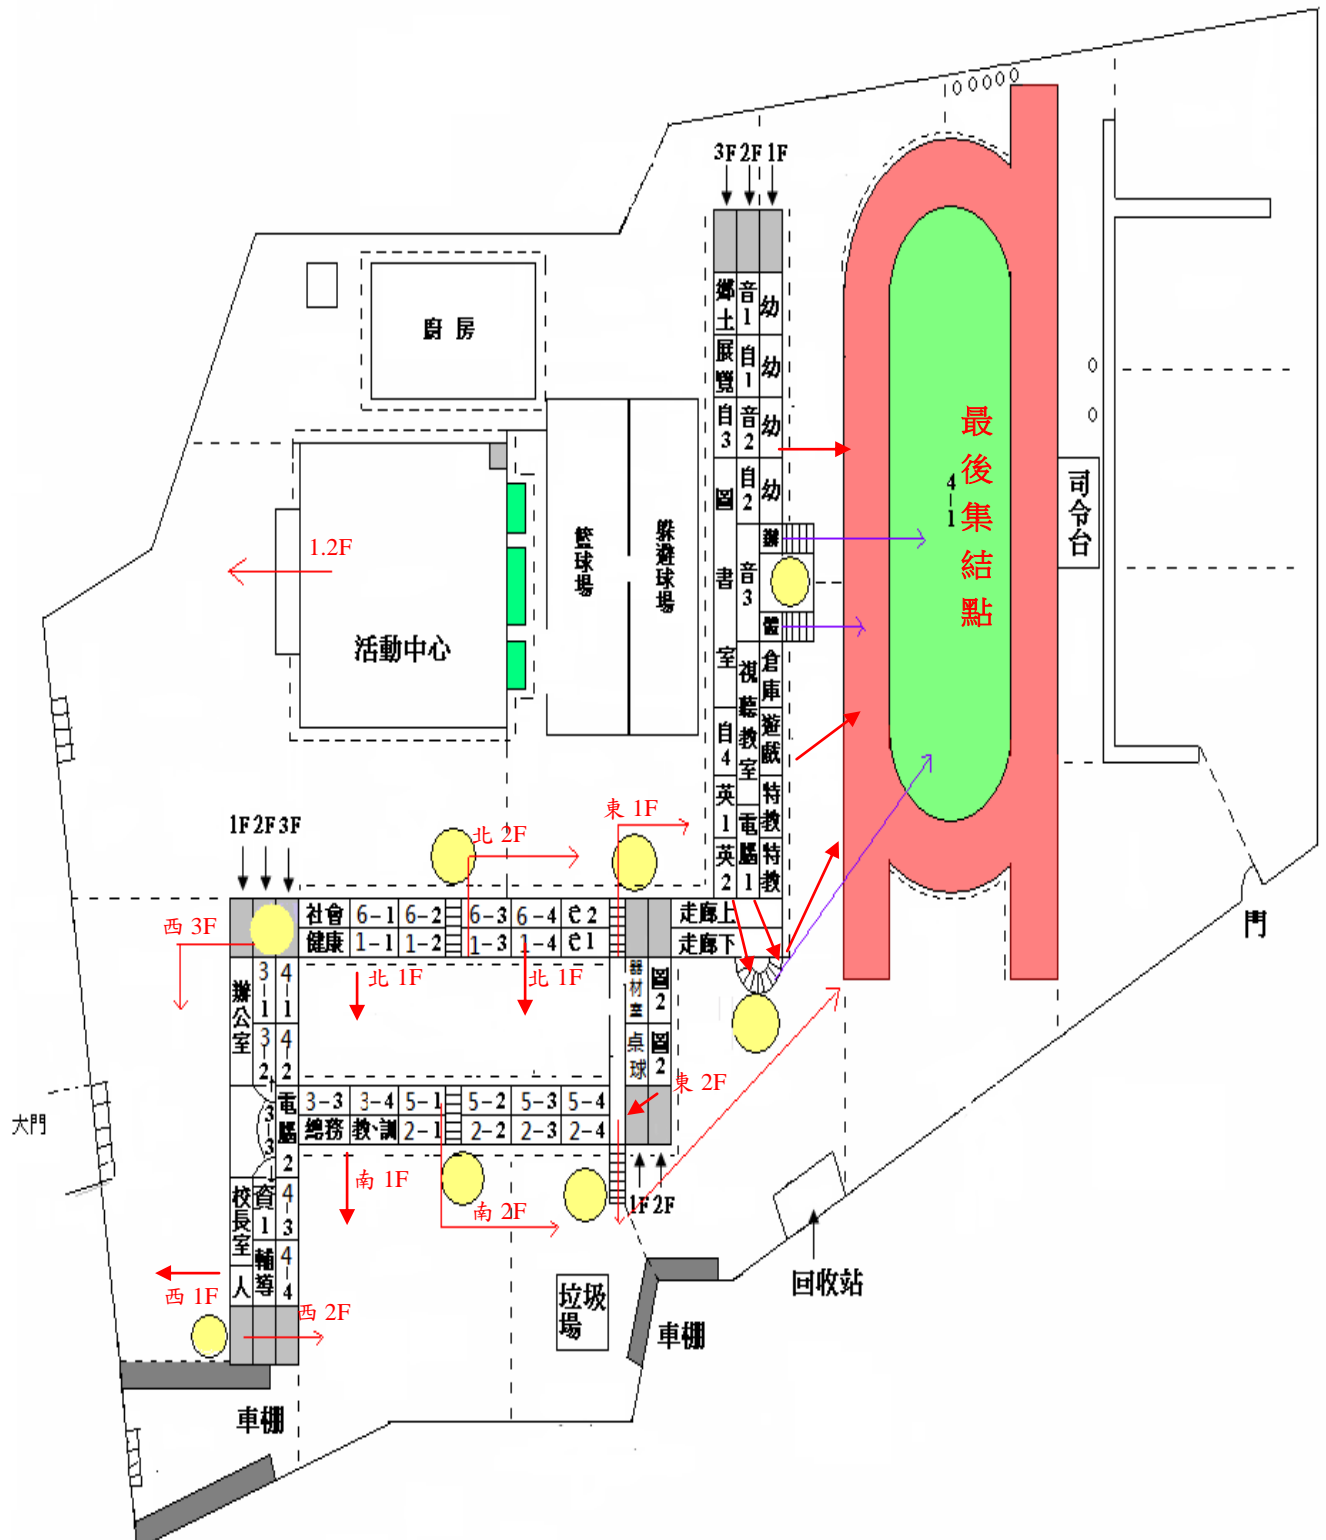 3F 2F 1F
鄉土 音1 幼
展覽 自1 幼
自3 音2 幼
圖書室 自2 幼
音3 辦
體
視聽教室 倉庫
自4 遊戲
英1 電腦1 特教
英2 特教
廚房
籃球場
躲避球場
活動中心
1.2F
最後集結點
4-1
司令台
門
東 1F
北 2F
1F 2F 3F
西 3F
社會 6-1 6-2 6-3 6-4 e2 走廊上
健康 1-1 1-2 1-3 1-4 e1 走廊下
北 1F
北 1F
辦公室 3-1 4-1
3-2 4-2
器材室 圖2
桌球 圖2
東 2F
大門
3-3 電腦2
3-3 3-4 5-1 5-2 5-3 5-4
總務 教、訓 2-1 2-2 2-3 2-4
南 1F
南 2F
1F 2F
校長室 資1 4-3
人 輔導 4-4
西 1F
西 2F
垃圾場
車棚
回收站
車棚